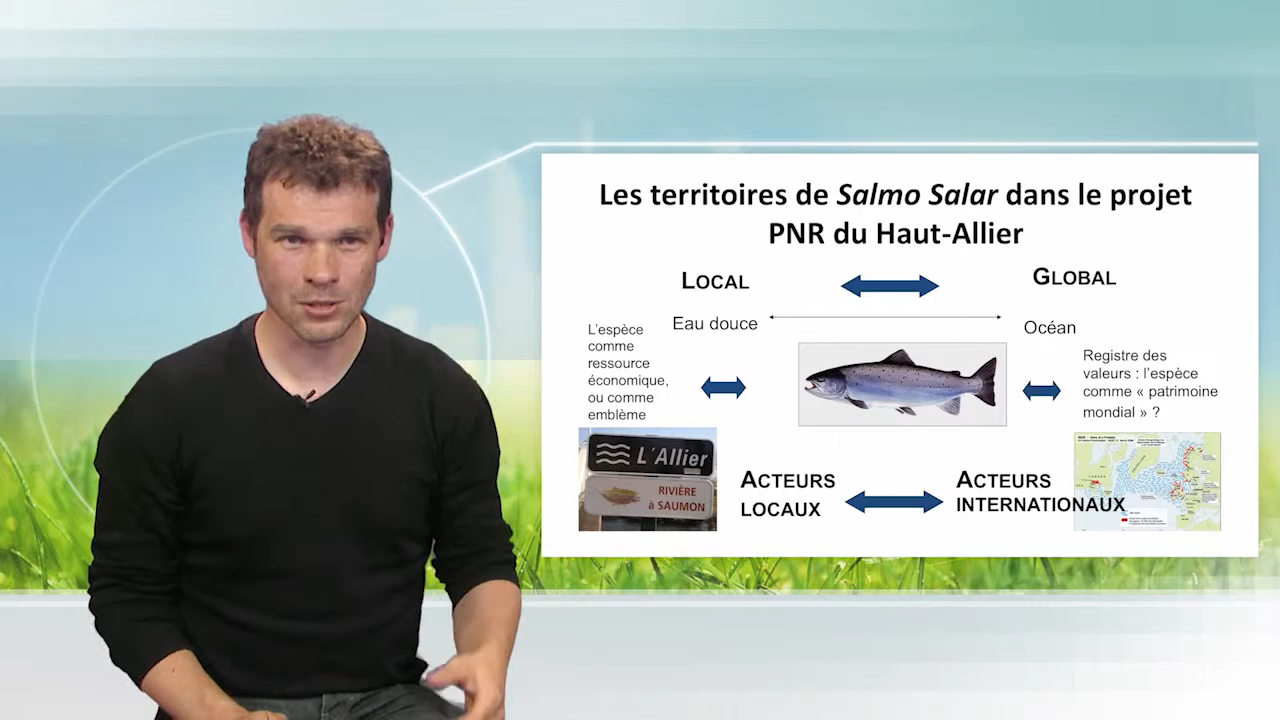 Les territoires de Salmo Salar dans le projet
PNR du Haut-Allier
LOCAL
GLOBAL
Eau douce
Océan
L'espèce
comme
ressource
économique,
ou comme
emblème
Registre des
valeurs : l'espèce
comme « patrimoine
mondial » ?
L'Allier
RIVIÈRE
à SAUMON
ACTEURS
LOCAUX
ACTEURS
INTERNATIONAUX